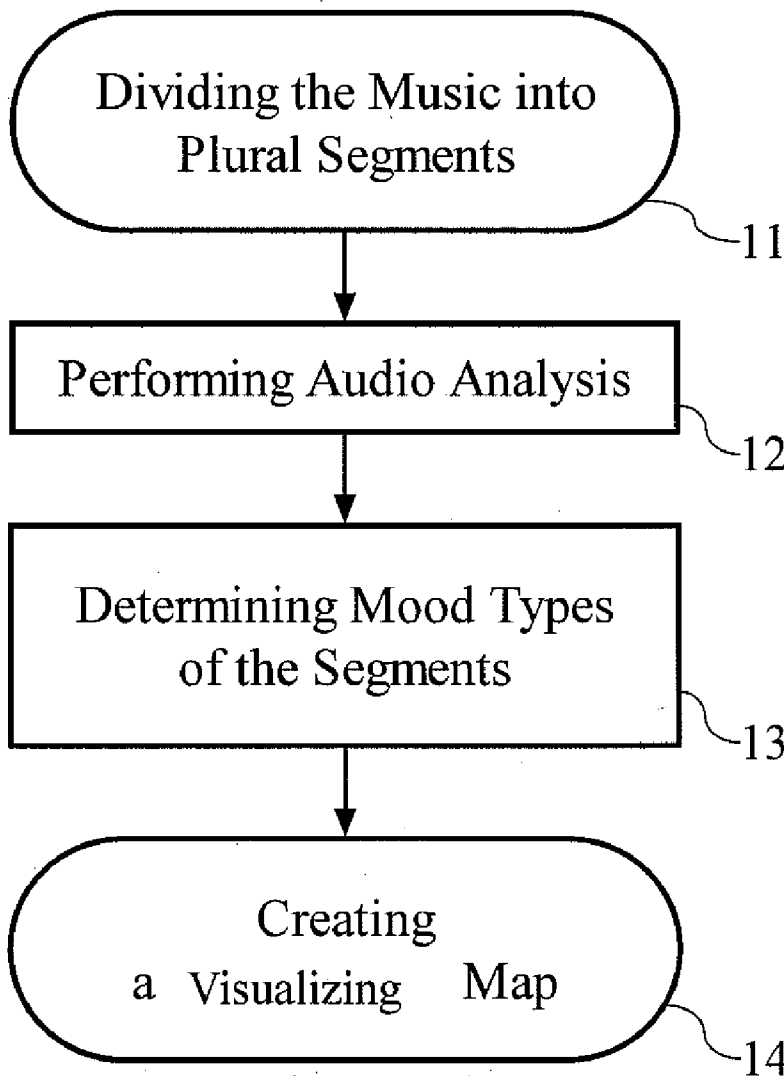 Dividing the Music into
Plural Segments
11
Performing Audio Analysis
12
Determining Mood Types
of the Segments
13
Creating
a Visualizing Map
14